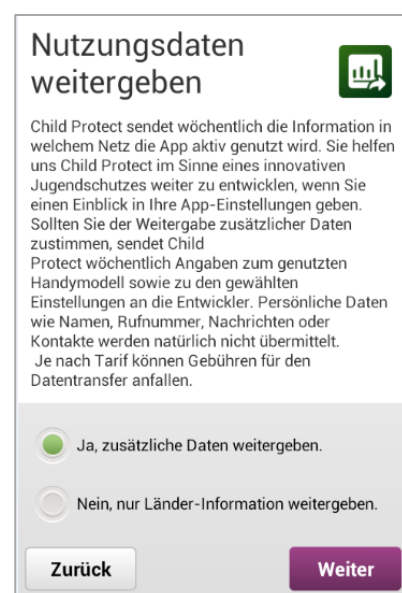 Nutzungsdaten
weitergeben
Child Protect sendet wöchentlich die Information in
welchem Netz die App aktiv genutzt wird. Sie helfen
uns Child Protect im Sinne eines innovativen
Jugendschutzes weiter zu entwickeln, wenn Sie
einen Einblick in Ihre App-Einstellungen geben.
Sollten Sie der Weitergabe zusätzlicher Daten
zustimmen, sendet Child
Protect wöchentlich Angaben zum genutzten
Handymodell sowie zu den gewählten
Einstellungen an die Entwickler. Persönliche Daten
wie Namen, Rufnummer, Nachrichten oder
Kontakte werden natürlich nicht übermittelt.
Je nach Tarif können Gebühren für den
Datentransfer anfallen.
Ja, zusätzliche Daten weitergeben.
Nein, nur Länder-Information weitergeben.
Zurück
Weiter